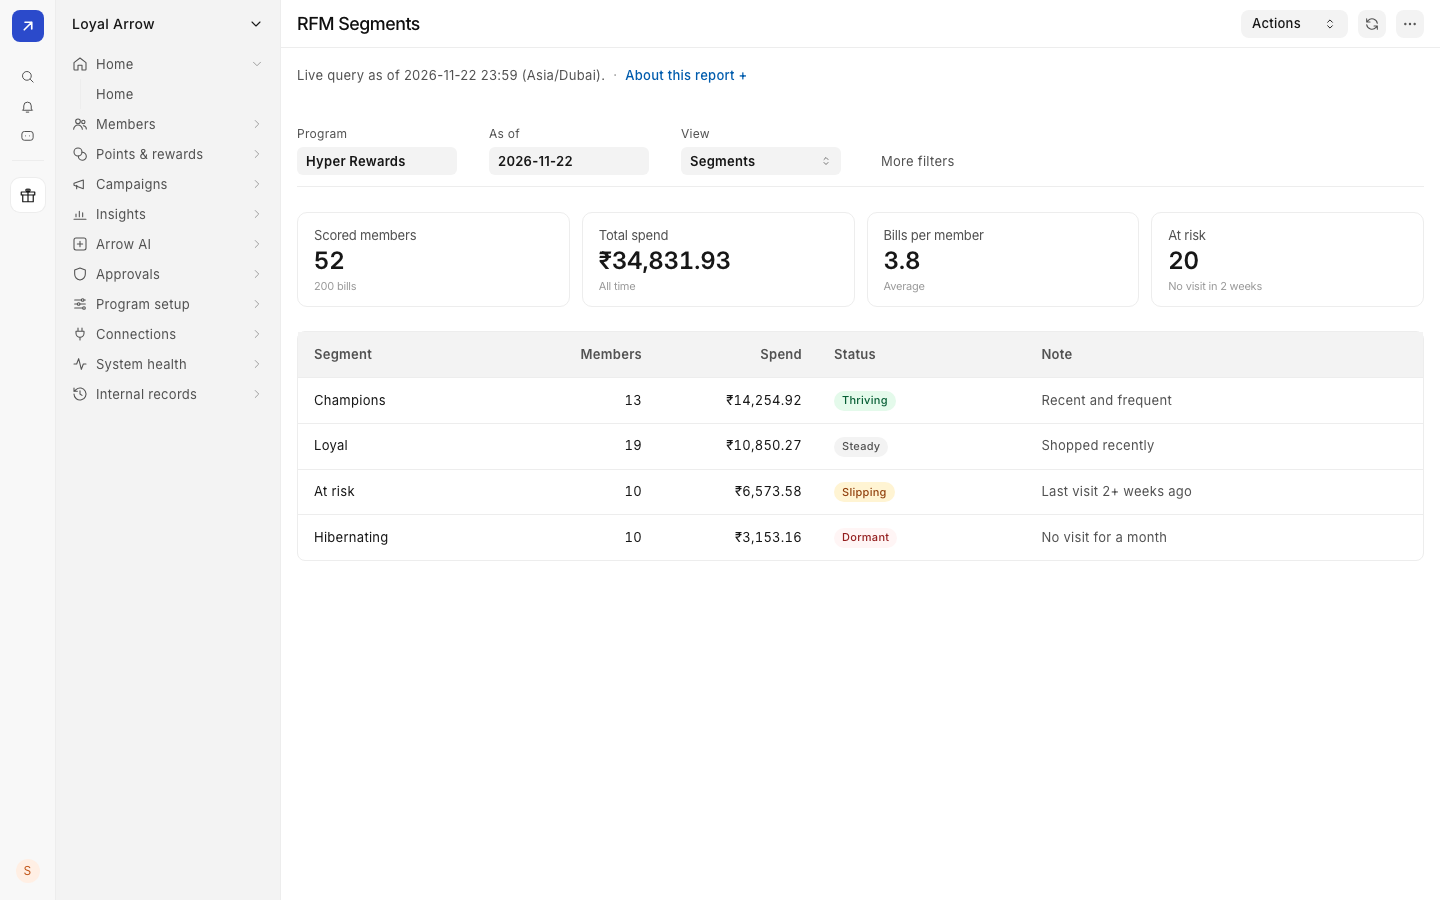 Loyal Arrow
Home
Home
Members
Points & rewards
Campaigns
Insights
Arrow AI
Approvals
Program setup
Connections
System health
Internal records
S
RFM Segments
Actions
Live query as of 2026-11-22 23:59 (Asia/Dubai). · About this report +
Program As of View
Hyper Rewards 2026-11-22 Segments More filters
Scored members Total spend Bills per member At risk
52 ₹34,831.93 3.8 20
200 bills All time Average No visit in 2 weeks
Segment Members Spend Status Note
Champions 13 ₹14,254.92 Thriving Recent and frequent
Loyal 19 ₹10,850.27 Steady Shopped recently
At risk 10 ₹6,573.58 Slipping Last visit 2+ weeks ago
Hibernating 10 ₹3,153.16 Dormant No visit for a month